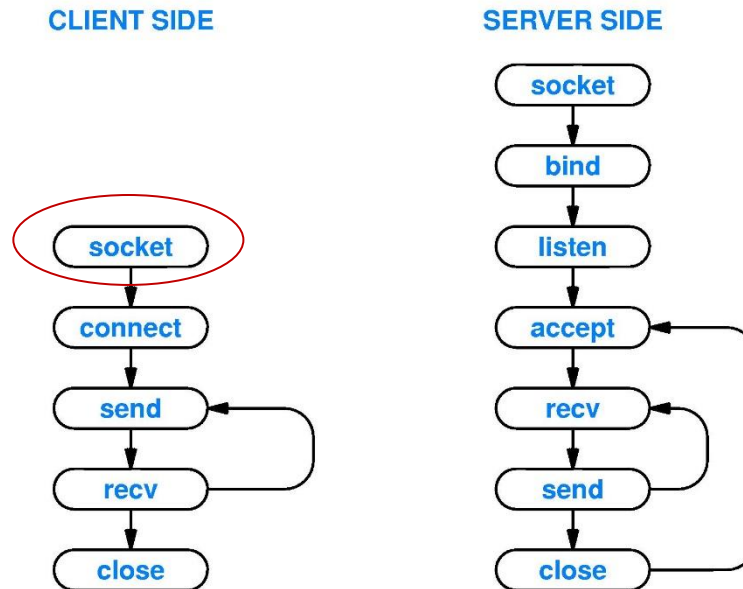 CLIENT SIDE
socket
connect
send
recv
close
SERVER SIDE
socket
bind
listen
accept
recv
send
close